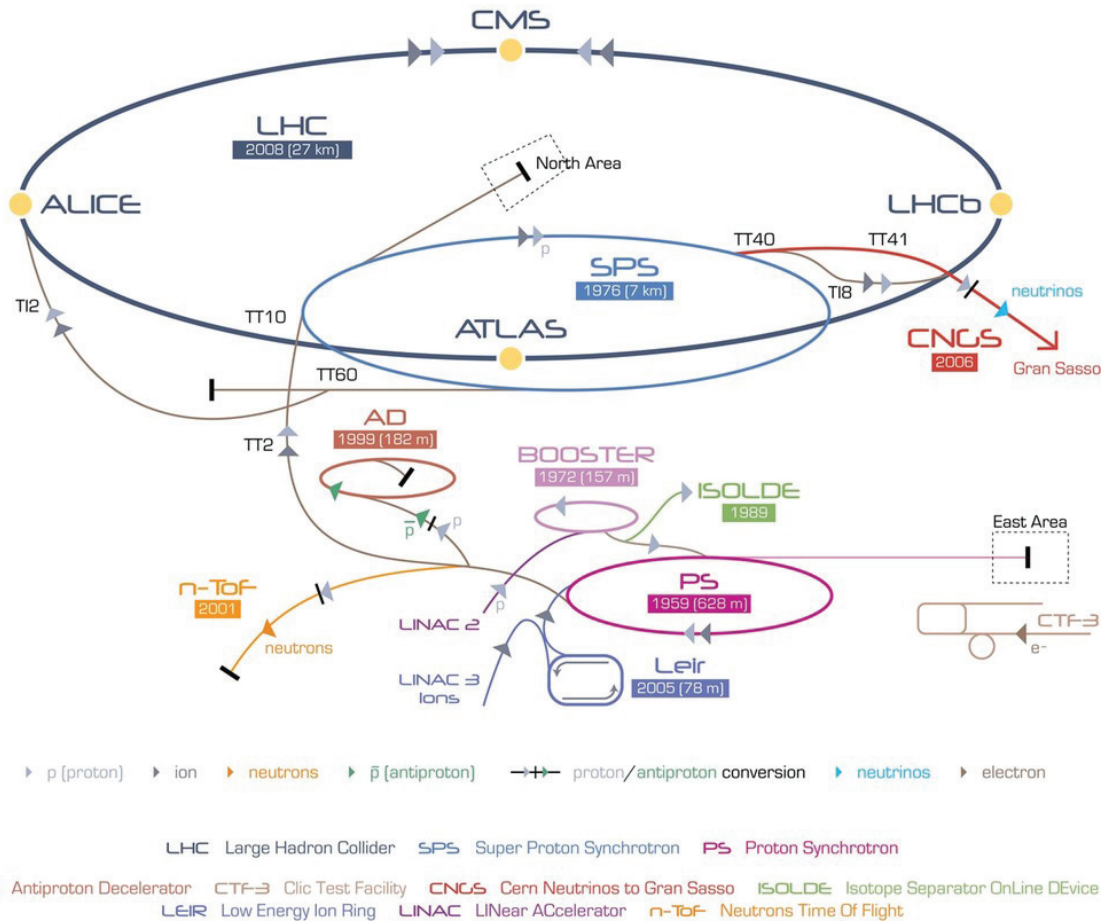 CMS
LHC
2008 (27 km)
North Area
ALICE
LHCb
TT40
TT41
SPS
1976 (7 km)
TI8
neutrinos
TI2
TT10
ATLAS
CNGS
2006
Gran Sasso
p
TT60
AD
1999 (182 m)
TT2
BOOSTER
1972 (157 m)
ISOLDE
1989
p̄
p
East Area
n-ToF
2001
PS
1959 (628 m)
p
LINAC 2
CTF-3
e-
neutrons
LINAC 3
Ions
Leir
2005 (78 m)
p (proton)
ion
neutrons
p̄ (antiproton)
proton/antiproton conversion
neutrinos
electron
LHC Large Hadron Collider SPS Super Proton Synchrotron PS Proton Synchrotron
Antiproton Decelerator CTF-3 Clic Test Facility CNGS Cern Neutrinos to Gran Sasso ISOLDE Isotope Separator OnLine DEvice
LEIR Low Energy Ion Ring LINAC LINear ACcelerator n-ToF Neutrons Time Of Flight